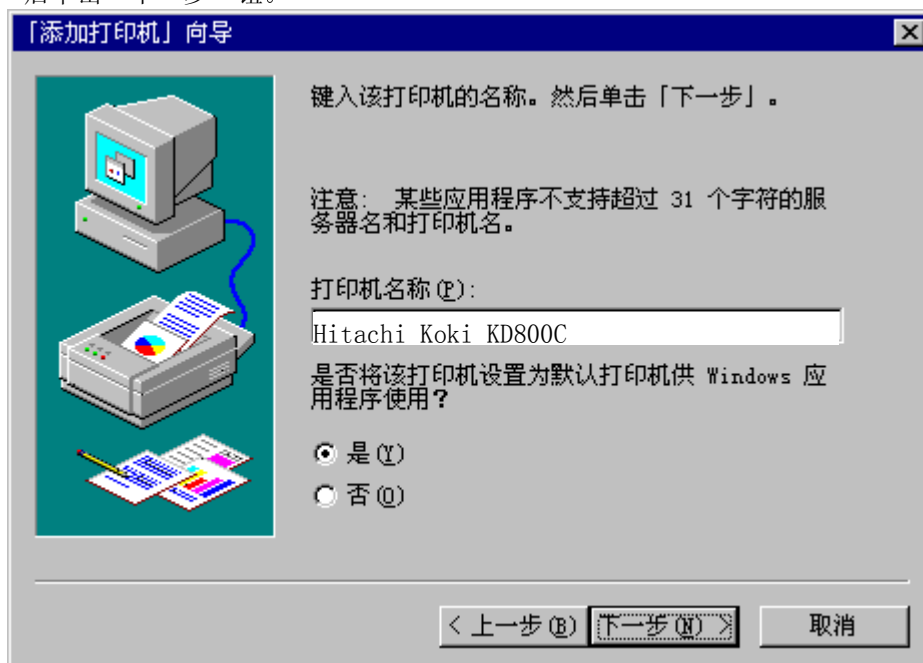 「添加打印机」向导
键入该打印机的名称。然后单击「下一步」。
注意: 某些应用程序不支持超过 31 个字符的服
务器名和打印机名。
打印机名称(P):
Hitachi Koki KD800C
是否将该打印机设置为默认打印机供 Windows 应
用程序使用?
是(Y)
否(O)
< 上一步(B) 下一步(N) > 取消